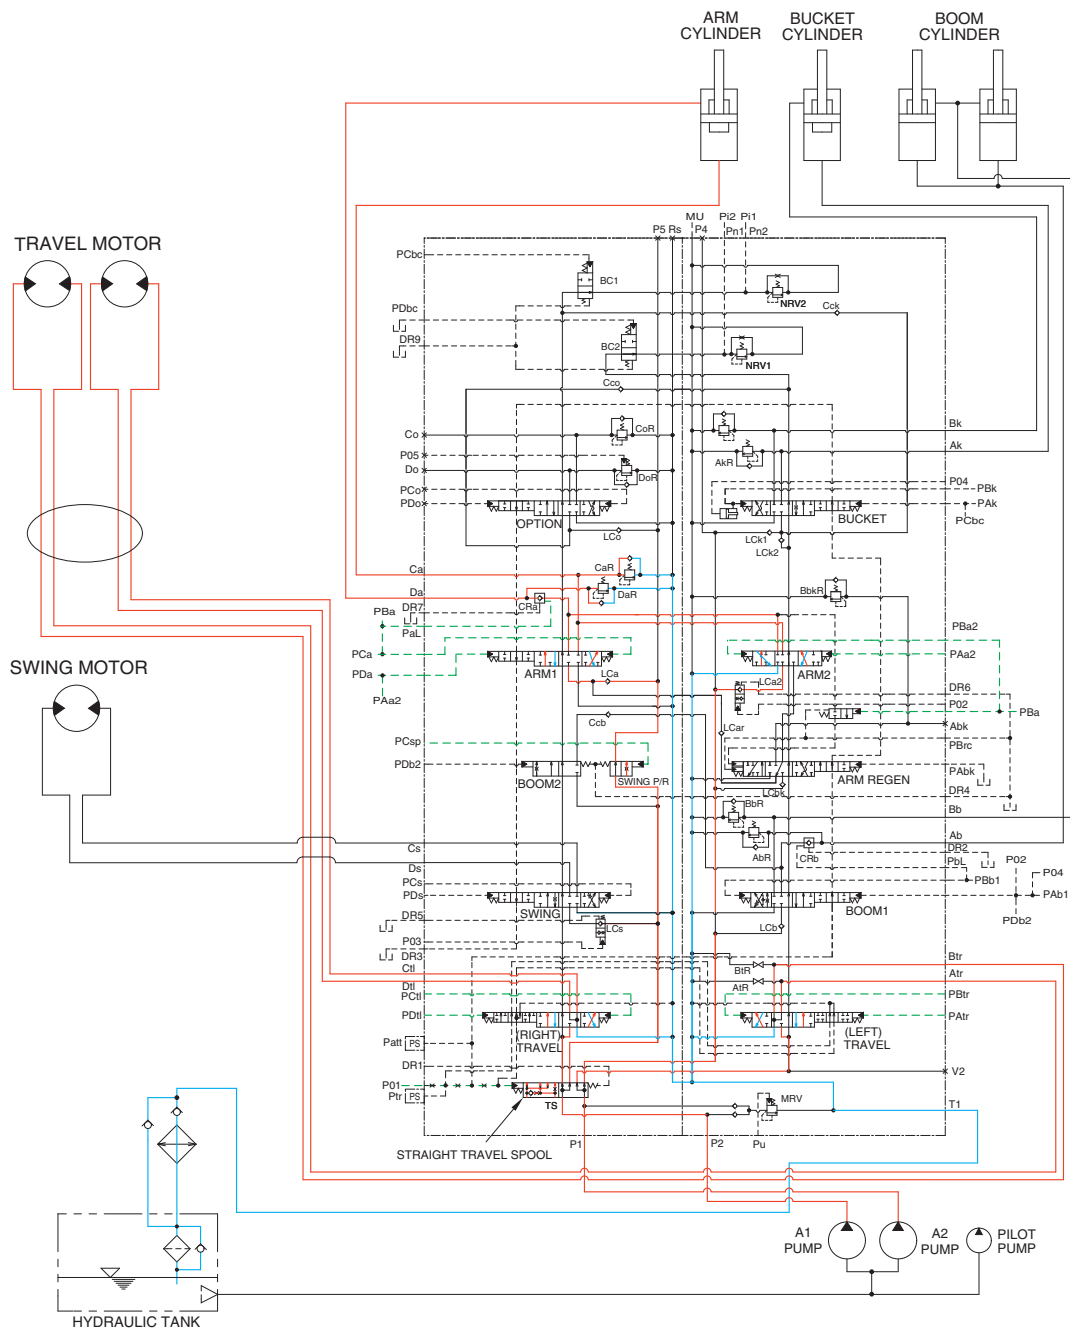 ARM
CYLINDER
BUCKET
CYLINDER
BOOM
CYLINDER
TRAVEL MOTOR
MU
Pi2 Pi1
P5 Rs
P4
Pn1
Pn2
PCbc
BC1
NRV2
Cck
PDbc
DR9
BC2
NRV1
Cco
Co
CoR
Bk
Ak
P05
Do
DoR
AkR
P04
PBk
PCo
PDo
PAk
OPTION
BUCKET
PCbc
LCo
LCk1
LCk2
Ca
CaR
Da
DaR
BbkR
DR7
CRa
PBa
PaL
PBa2
PCa
PAa2
PDa
ARM1
LCa
LCa2
ARM2
PAa2
DR6
P02
PBa
Ccb
LCar
Abk
PCsp
PBrc
PDb2
PAbk
BOOM2
SWING P/R
ARM REGEN
LCbk
DR4
BbR
Bb
AbR
CRb
Ab
DR2
PbL
P02
P04
Cs
Ds
PCs
PDs
PBb1
PAb1
SWING
BOOM1
PDb2
DR5
LCs
LCb
P03
DR3
Ctl
BtR
Btr
Atr
Dtl
AtR
PCtl
PBtr
PDtl
PAtr
(RIGHT)
TRAVEL
(LEFT)
TRAVEL
Patt
PS
DR1
V2
P01
Ptr
PS
TS
MRV
T1
STRAIGHT TRAVEL SPOOL
P1
P2
Pu
SWING MOTOR
A1
PUMP
A2
PUMP
PILOT
PUMP
HYDRAULIC TANK